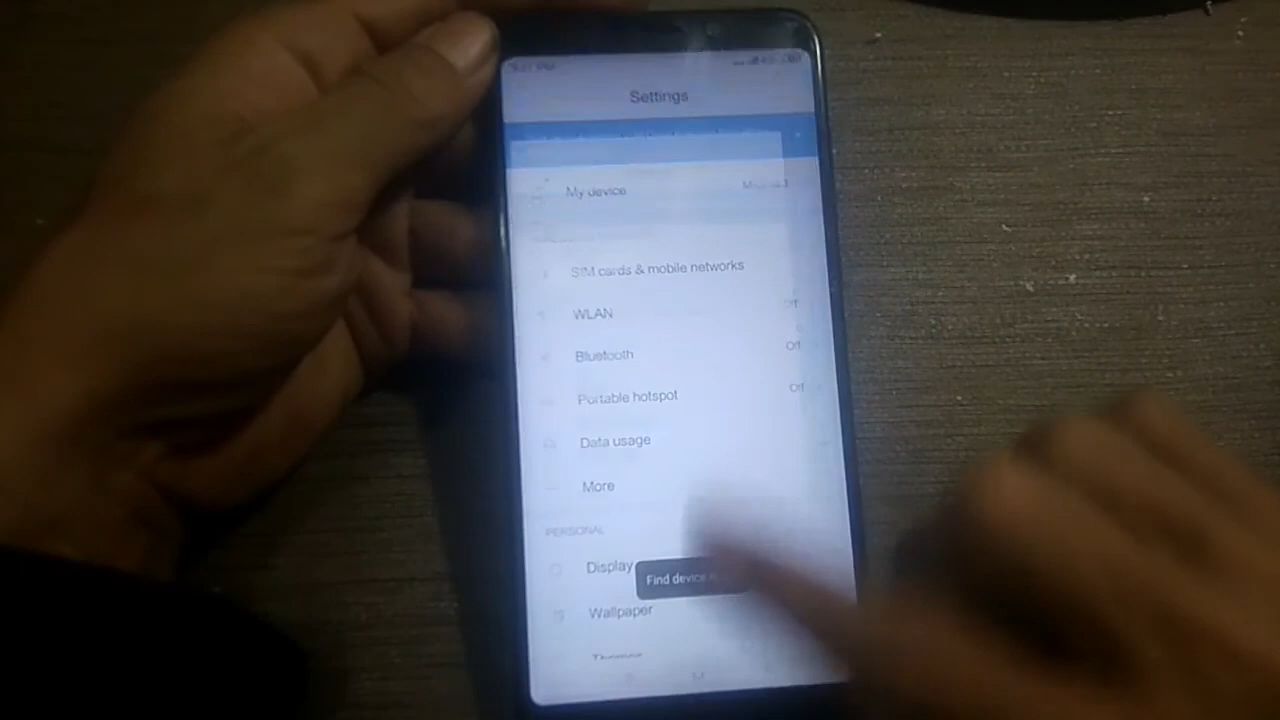 Settings
My device
SIM cards & mobile networks
WLAN Off
Bluetooth Off
Portable hotspot Off
Data usage
More
PERSONAL
Display
Find device
Wallpaper